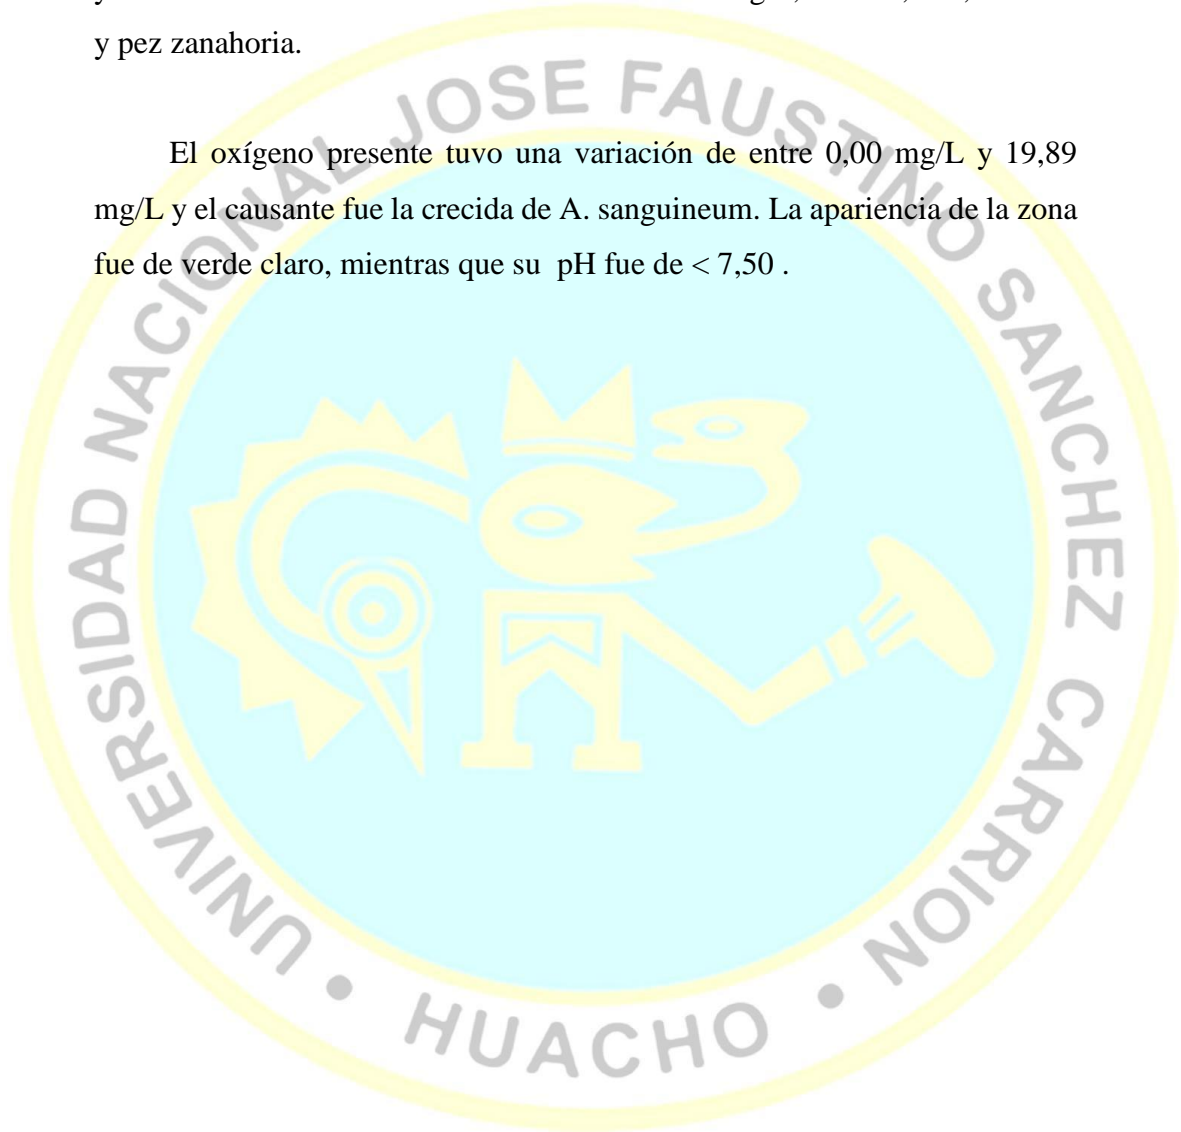 y pez zanahoria.
El oxígeno presente tuvo una variación de entre 0,00 mg/L y 19,89
mg/L y el causante fue la crecida de A. sanguineum. La apariencia de la zona
fue de verde claro, mientras que su pH fue de < 7,50 .
UNIVERSIDAD NACIONAL JOSE FAUSTINO SANCHEZ CARRION
• HUACHO •